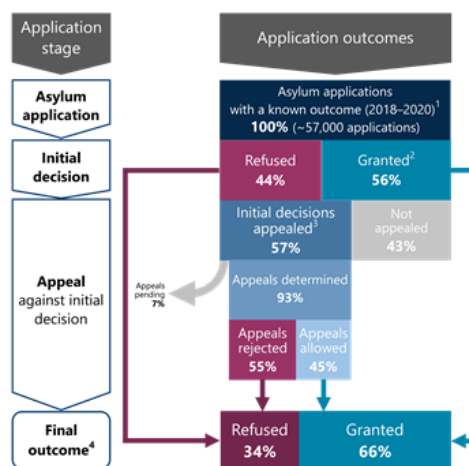 Application
stage
Application outcomes
Asylum
application
Asylum applications
with a known outcome (2018–2020)1
100% (~57,000 applications)
Initial
decision
Refused
44%
Granted2
56%
Appeal
against initial
decision
Initial decisions
appealed3
57%
Not
appealed
43%
Appeals
pending
7%
Appeals determined
93%
Appeals
rejected
55%
Appeals
allowed
45%
Final
outcome4
Refused
34%
Granted
66%